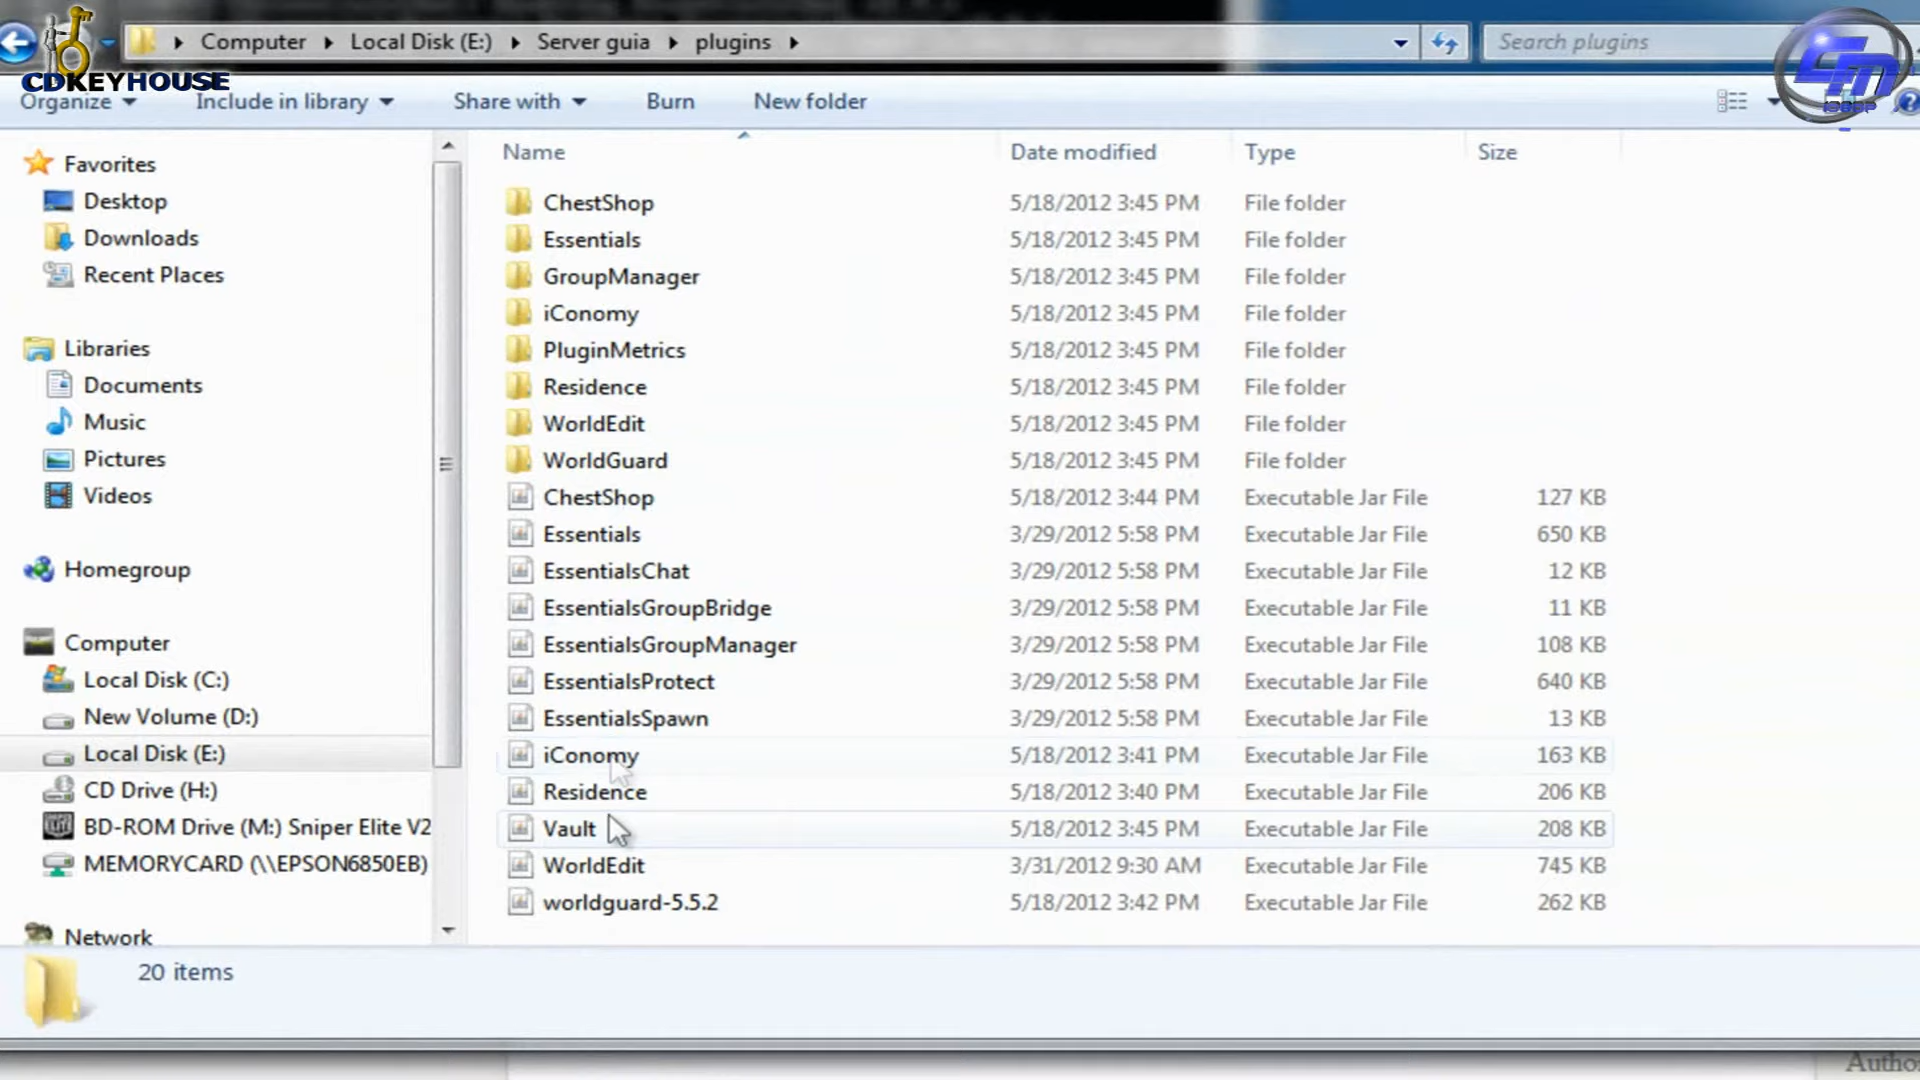 Computer Local Disk (E:) Server guia plugins
Search plugins
CDKEYHOUSE
Organize Include in library Share with Burn New folder
1080P
Name Date modified Type Size
Favorites
Desktop
Downloads
Recent Places
Libraries
Documents
Music
Pictures
Videos
Homegroup
Computer
Local Disk (C:)
New Volume (D:)
Local Disk (E:)
CD Drive (H:)
BD-ROM Drive (M:) Sniper Elite V2
MEMORYCARD (\\EPSON6850EB)
Network
ChestShop 5/18/2012 3:45 PM File folder
Essentials 5/18/2012 3:45 PM File folder
GroupManager 5/18/2012 3:45 PM File folder
iConomy 5/18/2012 3:45 PM File folder
PluginMetrics 5/18/2012 3:45 PM File folder
Residence 5/18/2012 3:45 PM File folder
WorldEdit 5/18/2012 3:45 PM File folder
WorldGuard 5/18/2012 3:45 PM File folder
ChestShop 5/18/2012 3:44 PM Executable Jar File 127 KB
Essentials 3/29/2012 5:58 PM Executable Jar File 650 KB
EssentialsChat 3/29/2012 5:58 PM Executable Jar File 12 KB
EssentialsGroupBridge 3/29/2012 5:58 PM Executable Jar File 11 KB
EssentialsGroupManager 3/29/2012 5:58 PM Executable Jar File 108 KB
EssentialsProtect 3/29/2012 5:58 PM Executable Jar File 640 KB
EssentialsSpawn 3/29/2012 5:58 PM Executable Jar File 13 KB
iConomy 5/18/2012 3:41 PM Executable Jar File 163 KB
Residence 5/18/2012 3:40 PM Executable Jar File 206 KB
Vault 5/18/2012 3:45 PM Executable Jar File 208 KB
WorldEdit 3/31/2012 9:30 AM Executable Jar File 745 KB
worldguard-5.5.2 5/18/2012 3:42 PM Executable Jar File 262 KB
20 items